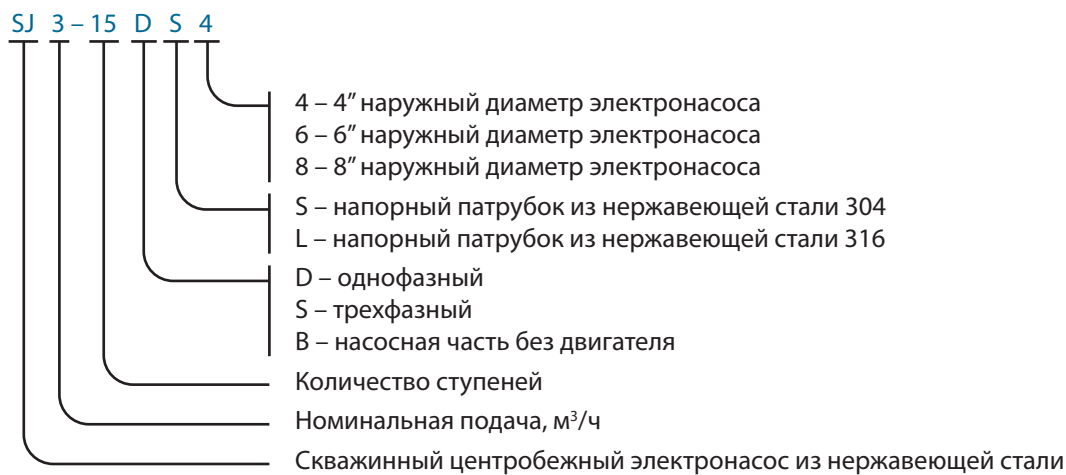 SJ 3 – 15 D S 4
4 – 4” наружный диаметр электронасоса
6 – 6” наружный диаметр электронасоса
8 – 8” наружный диаметр электронасоса
S – напорный патрубок из нержавеющей стали 304
L – напорный патрубок из нержавеющей стали 316
D – однофазный
S – трехфазный
B – насосная часть без двигателя
Количество ступеней
Номинальная подача, м³/ч
Скважинный центробежный электронасос из нержавеющей стали